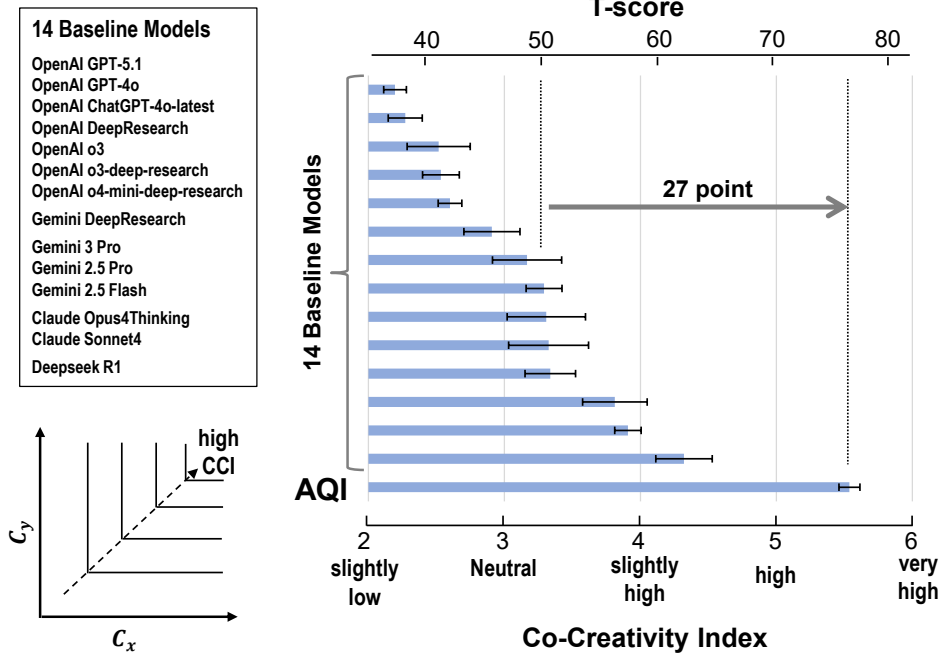 14 Baseline Models
OpenAI GPT-5.1
OpenAI GPT-4o
OpenAI ChatGPT-4o-latest
OpenAI DeepResearch
OpenAI o3
OpenAI o3-deep-research
OpenAI o4-mini-deep-research
Gemini DeepResearch
Gemini 3 Pro
Gemini 2.5 Pro
Gemini 2.5 Flash
Claude Opus4Thinking
Claude Sonnet4
Deepseek R1
high
CCI
C_y
C_x
T-score
40 50 60 70 80
27 point
14 Baseline Models
AQI
2 3 4 5 6
slightly low
Neutral
slightly high
high
very high
Co-Creativity Index